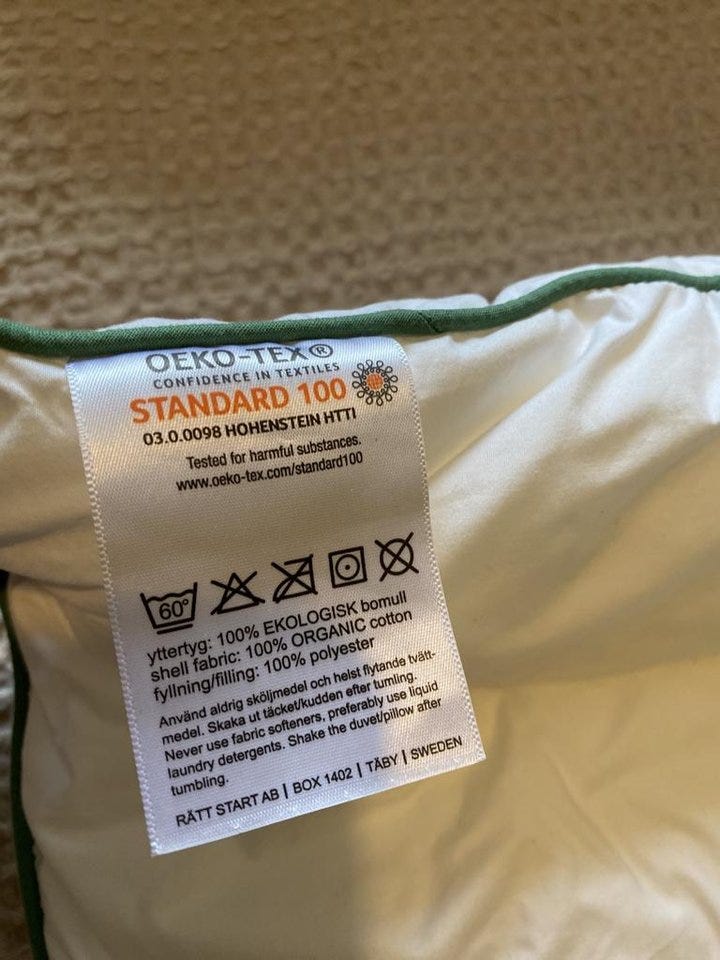 OEKO-TEX®
CONFIDENCE IN TEXTILES
STANDARD 100
03.0.0098 HOHENSTEIN HTTI
Tested for harmful substances.
www.oeko-tex.com/standard100
60°
yttertyg: 100% EKOLOGISK bomull
shell fabric: 100% ORGANIC cotton
fyllning/filling: 100% polyester
Använd aldrig sköljmedel och helst flytande tvätt-
medel. Skaka ut täcket/kudden efter tumling.
Never use fabric softeners, preferably use liquid
laundry detergents. Shake the duvet/pillow after
tumbling.
RÄTT START AB | BOX 1402 | TÄBY | SWEDEN